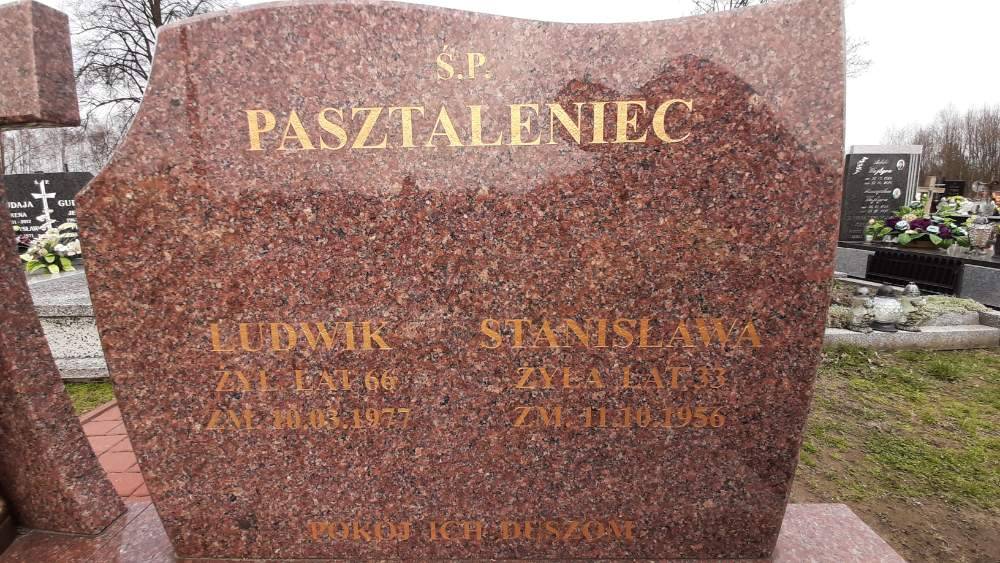 Ś.P.
PASZTALENIEC
LUDWIK
ŻYŁ LAT 66
ZM. 10.03.1977
STANISŁAWA
ŻYŁA LAT 33
ZM. 11.10.1956
POKÓJ ICH DUSZOM